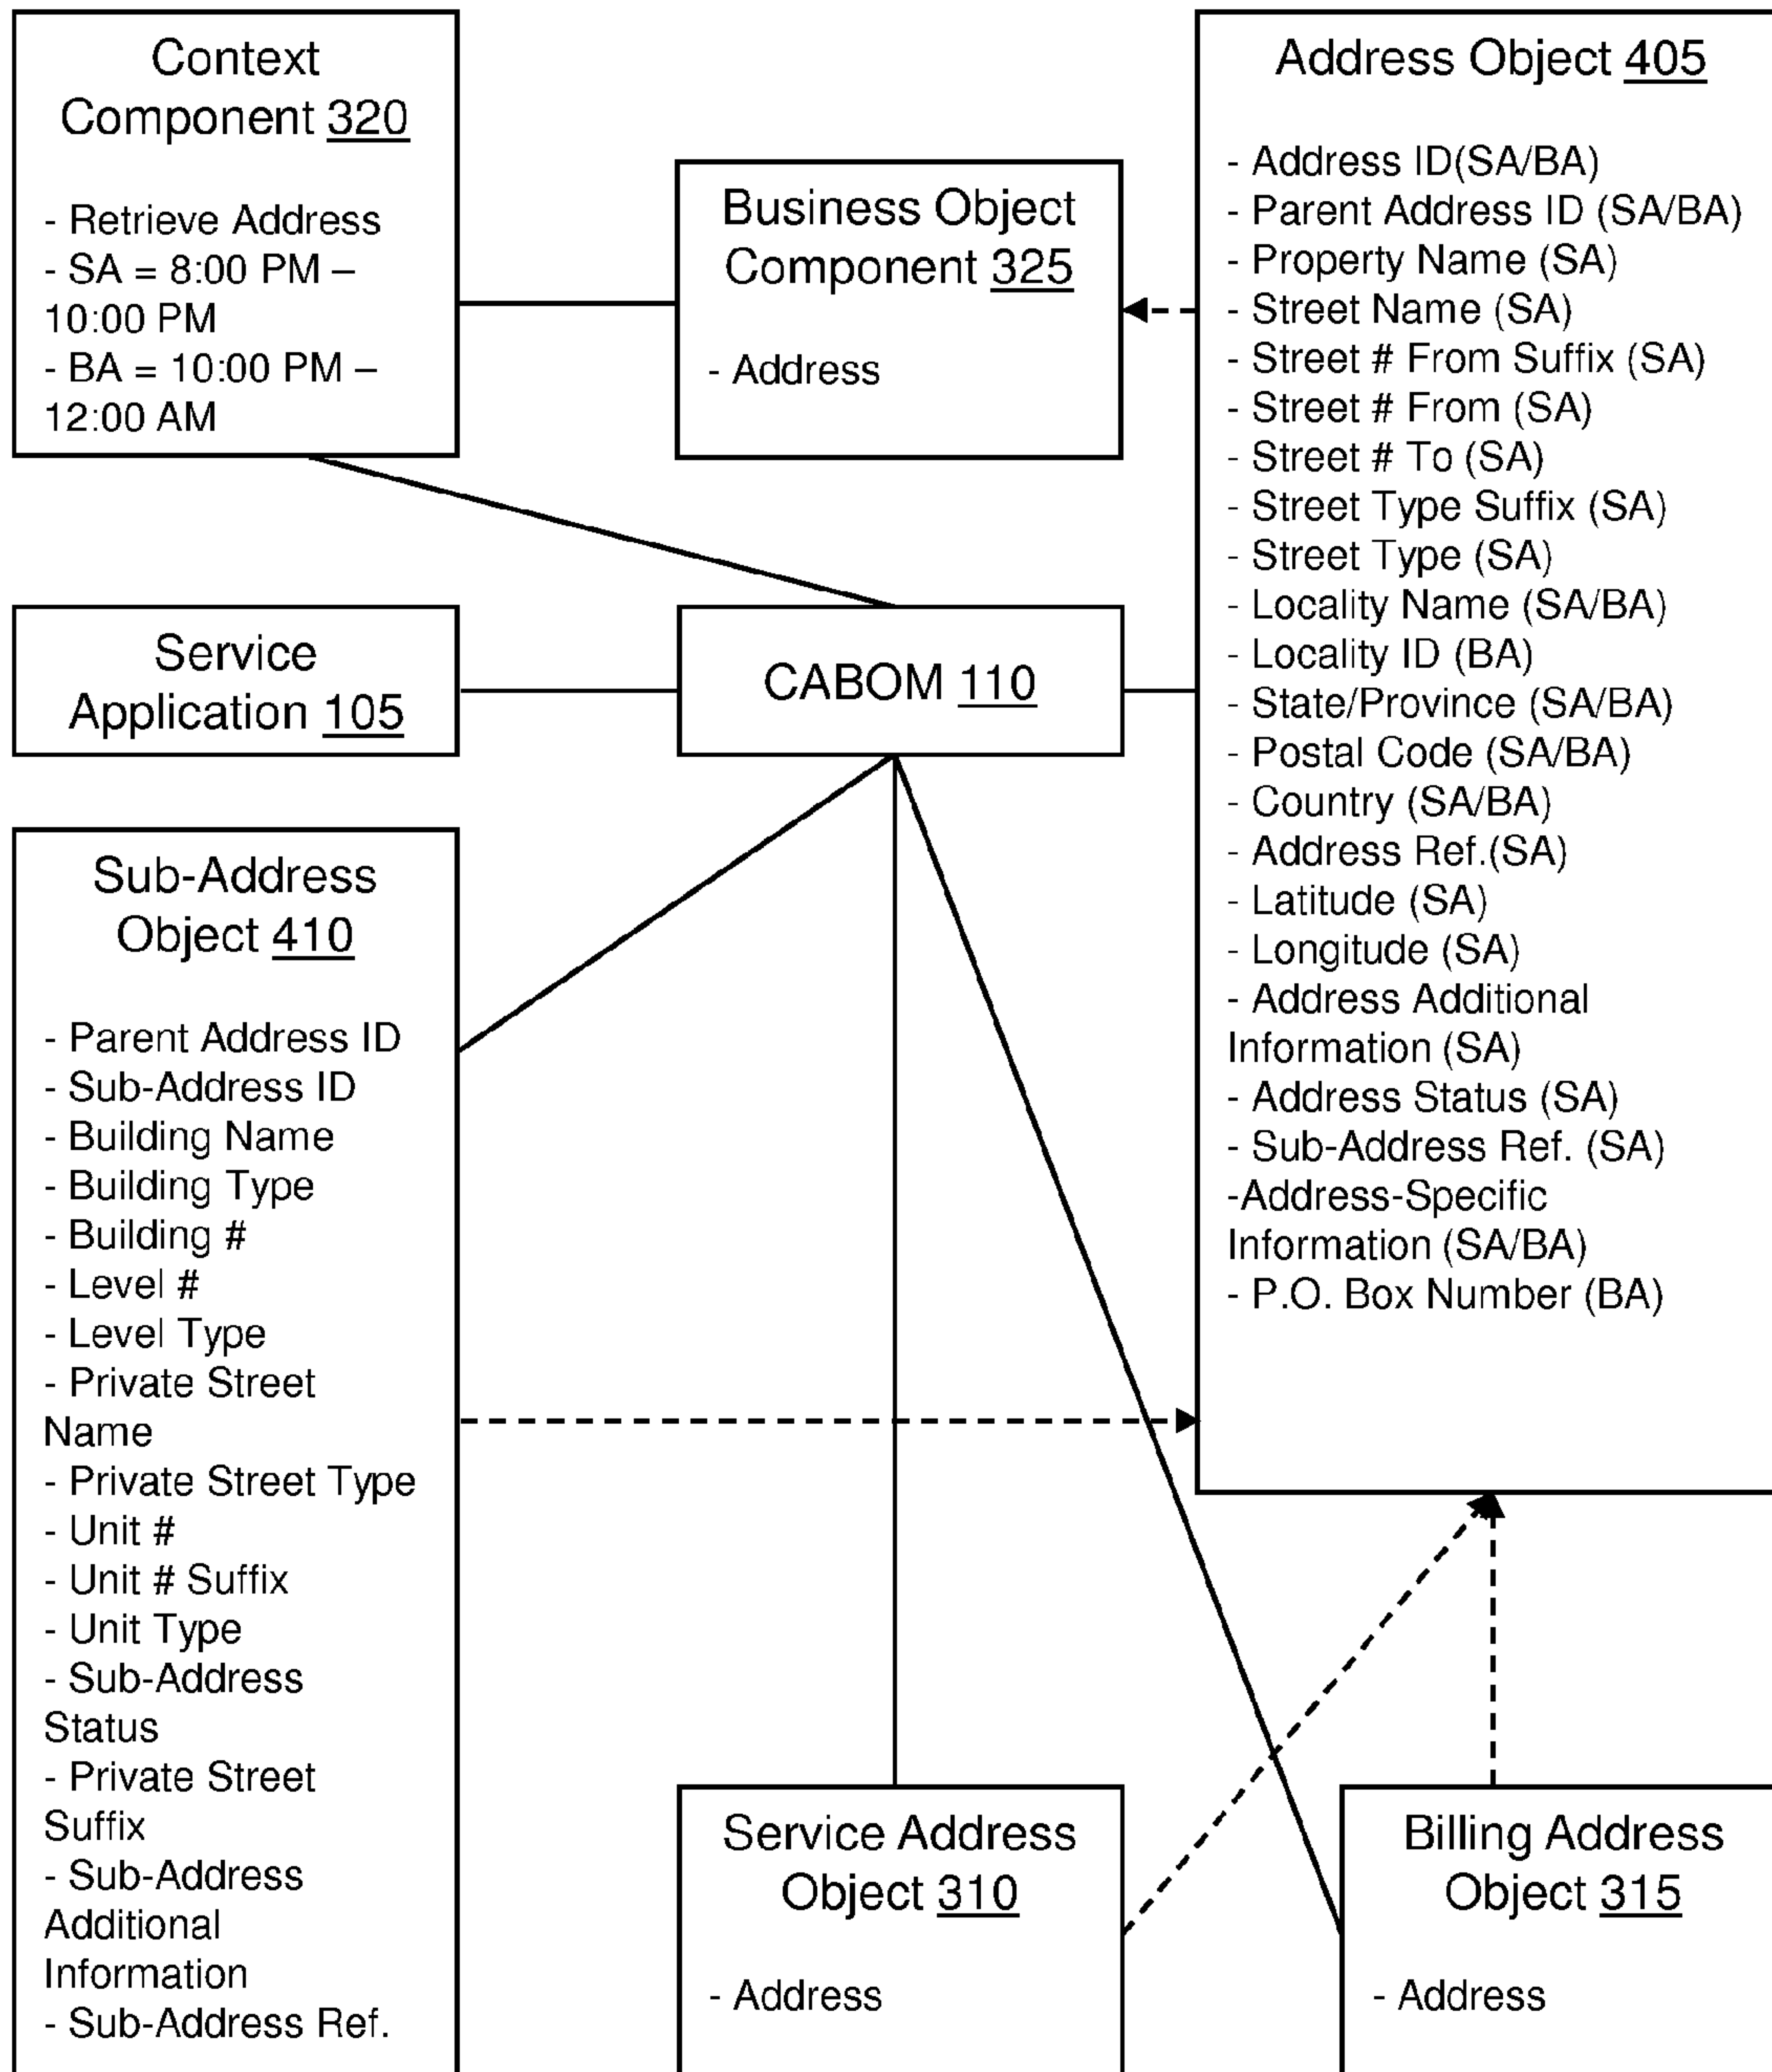 Context
Component 320
- Retrieve Address
- SA = 8:00 PM –
10:00 PM
- BA = 10:00 PM –
12:00 AM
Business Object
Component 325
- Address
Address Object 405
- Address ID(SA/BA)
- Parent Address ID (SA/BA)
- Property Name (SA)
- Street Name (SA)
- Street # From Suffix (SA)
- Street # From (SA)
- Street # To (SA)
- Street Type Suffix (SA)
- Street Type (SA)
- Locality Name (SA/BA)
- Locality ID (BA)
- State/Province (SA/BA)
- Postal Code (SA/BA)
- Country (SA/BA)
- Address Ref.(SA)
- Latitude (SA)
- Longitude (SA)
- Address Additional
Information (SA)
- Address Status (SA)
- Sub-Address Ref. (SA)
-Address-Specific
Information (SA/BA)
- P.O. Box Number (BA)
Service
Application 105
CABOM 110
Sub-Address
Object 410
- Parent Address ID
- Sub-Address ID
- Building Name
- Building Type
- Building #
- Level #
- Level Type
- Private Street
Name
- Private Street Type
- Unit #
- Unit # Suffix
- Unit Type
- Sub-Address
Status
- Private Street
Suffix
- Sub-Address
Additional
Information
- Sub-Address Ref.
Service Address
Object 310
- Address
Billing Address
Object 315
- Address